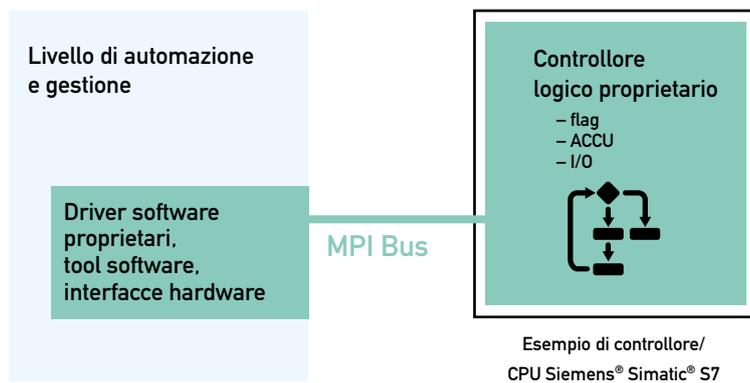 Livello di automazione
e gestione
Driver software
proprietari,
tool software,
interfacce hardware
MPI Bus
Controllore
logico proprietario
– flag
– ACCU
– I/O
Esempio di controllore/
CPU Siemens® Simatic® S7